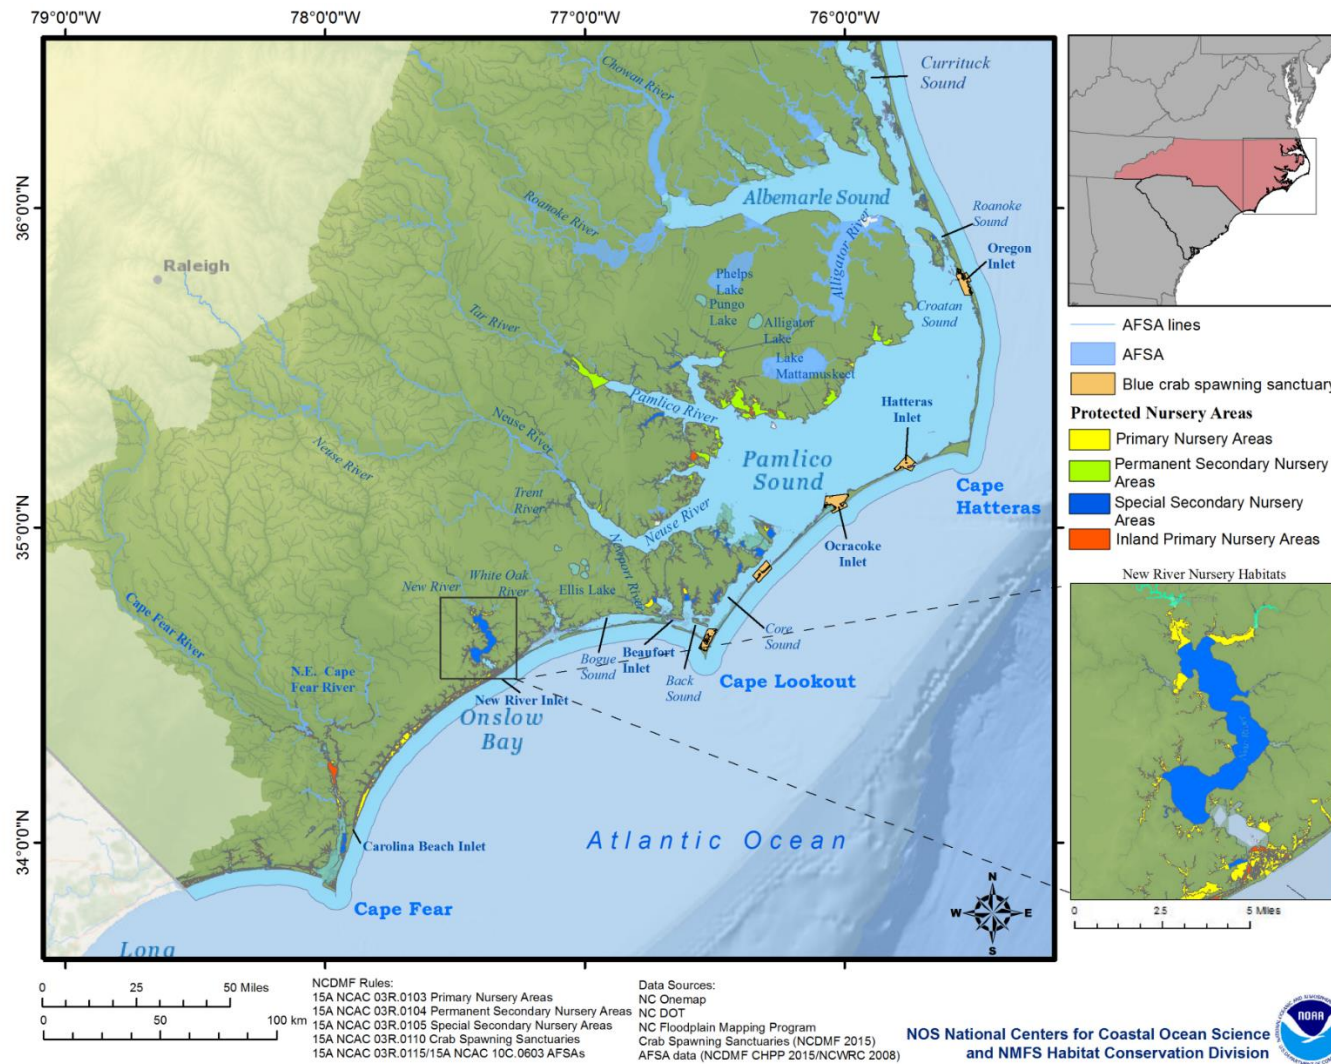 79°0'0"W
78°0'0"W
77°0'0"W
76°0'0"W
36°0'0"N
35°0'0"N
34°0'0"N
Currituck
Sound
Chowan River
Albemarle Sound
Roanoke
Sound
Roanoke River
Alligator River
Oregon
Inlet
Raleigh
Phelps
Lake
Pungo
Lake
Croatan
Sound
Alligator
Lake
Tar River
Lake
Mattamuskeet
Pamlico River
Hatteras
Inlet
Neuse River
Neuse River
Pamlico
Sound
Cape
Hatteras
Trent
River
Neuse River
Ocracoke
Inlet
Newport River
White Oak
River
New River
Ellis Lake
Cape Fear River
Core
Sound
Bogue
Sound
Beaufort
Inlet
Back
Sound
Cape Lookout
N.E. Cape
Fear River
New River Inlet
Onslow
Bay
Carolina Beach Inlet
Atlantic Ocean
Cape Fear
Long
N
W
E
S
AFSA lines
AFSA
Blue crab spawning sanctuary
Protected Nursery Areas
Primary Nursery Areas
Permanent Secondary Nursery
Areas
Special Secondary Nursery
Areas
Inland Primary Nursery Areas
New River Nursery Habitats
New River
0
2.5
5 Miles
0
50 Miles
0
50
100 km
NCDMF Rules:
15A NCAC 03R.0103 Primary Nursery Areas
15A NCAC 03R.0104 Permanent Secondary Nursery Areas
15A NCAC 03R.0105 Special Secondary Nursery Areas
15A NCAC 03R.0110 Crab Spawning Sanctuaries
15A NCAC 03R.0115/15A NCAC 10C.0603 AFSAs
Data Sources:
NC Onemap
NC DOT
NC Floodplain Mapping Program
Crab Spawning Sanctuaries (NCDMF 2015)
AFSA data (NCDMF CHPP 2015/NCWRC 2008)
NOS National Centers for Coastal Ocean Science
and NMFS Habitat Conservation Division
NOAA